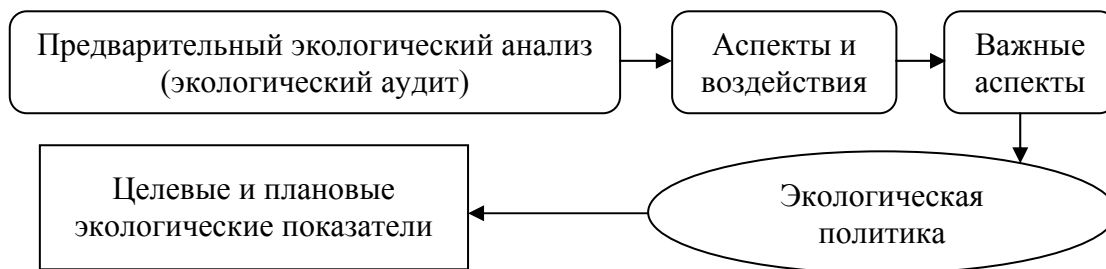 Предварительный экологический анализ
(экологический аудит)
Аспекты и
воздействия
Важные
аспекты
Целевые и плановые
экологические показатели
Экологическая
политика